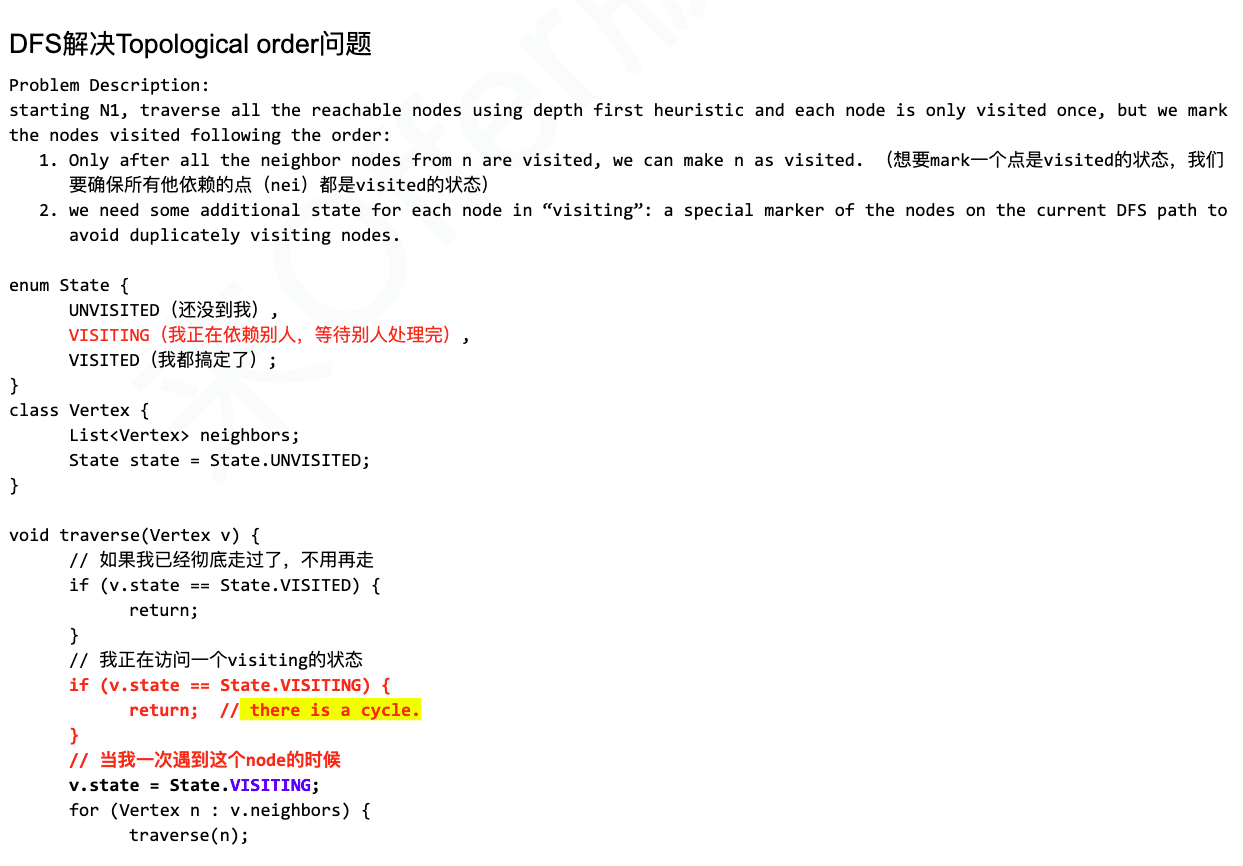 DFS解决Topological order问题
Problem Description:
starting N1, traverse all the reachable nodes using depth first heuristic and each node is only visited once, but we mark
the nodes visited following the order:
1. Only after all the neighbor nodes from n are visited, we can make n as visited. （想要mark一个点是visited的状态，我们
要确保所有他依赖的点（nei）都是visited的状态）
2. we need some additional state for each node in “visiting”: a special marker of the nodes on the current DFS path to
avoid duplicately visiting nodes.
enum State {
UNVISITED（还没到我）,
VISITING（我正在依赖别人，等待别人处理完）,
VISITED（我都搞定了）;
}
class Vertex {
List<Vertex> neighbors;
State state = State.UNVISITED;
}
void traverse(Vertex v) {
// 如果我已经彻底走过了，不用再走
if (v.state == State.VISITED) {
return;
}
// 我正在访问一个visiting的状态
if (v.state == State.VISITING) {
return; // there is a cycle.
}
// 当我一次遇到这个node的时候
v.state = State.VISITING;
for (Vertex n : v.neighbors) {
traverse(n);